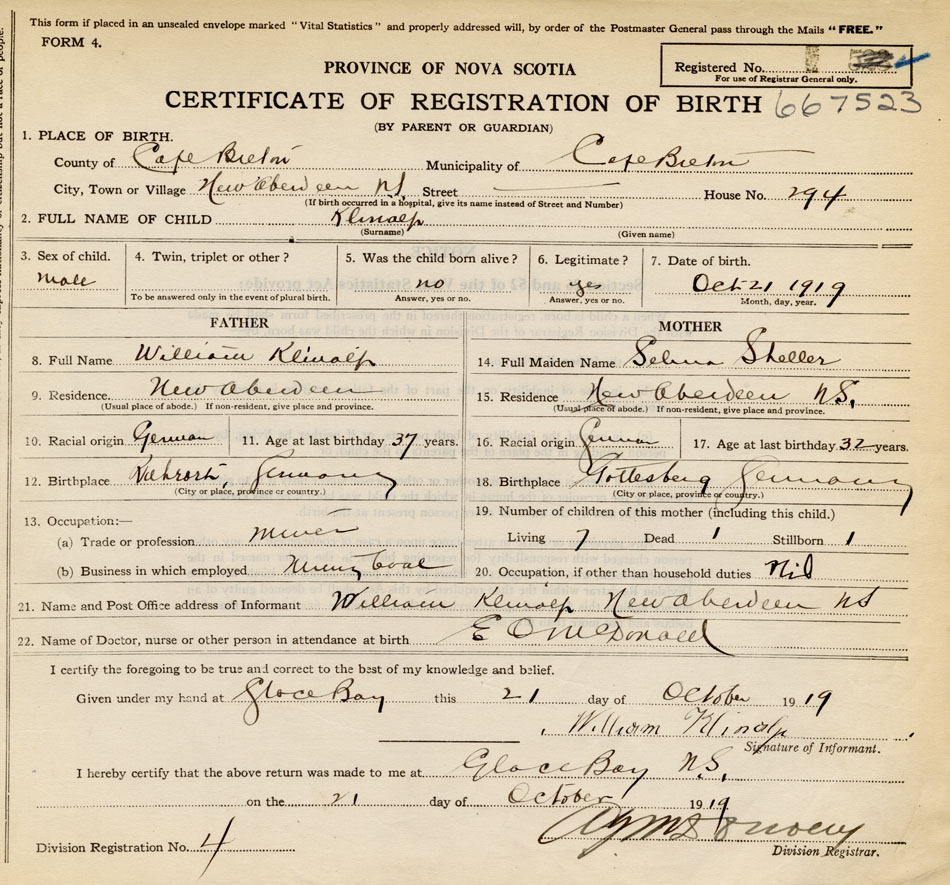 This form if placed in an unsealed envelope marked "Vital Statistics" and properly addressed will, by order of the Postmaster General pass through the Mails "FREE."
FORM 4.
Registered No.
For use of Registrar General only.
PROVINCE OF NOVA SCOTIA
CERTIFICATE OF REGISTRATION OF BIRTH 667523
(BY PARENT OR GUARDIAN)
1. PLACE OF BIRTH.
County of Cape Breton Municipality of Cape Breton
City, Town or Village New Aberdeen NS Street House No. 294
(If birth occurred in a hospital, give its name instead of Street and Number)
2. FULL NAME OF CHILD Klinalp
(Surname) (Given name)
3. Sex of child. 4. Twin, triplet or other? 5. Was the child born alive? 6. Legitimate? 7. Date of birth.
male no yes Oct 21 1919
To be answered only in the event of plural birth. Answer, yes or no. Answer, yes or no. Month, day, year.
FATHER MOTHER
8. Full Name William Klinalp 14. Full Maiden Name Selma Sheller
9. Residence. New Aberdeen 15. Residence New Aberdeen N.S.
(Usual place of abode.) If non-resident, give place and province. (Usual place of abode.) If non-resident, give place and province.
10. Racial origin German 11. Age at last birthday 37 years. 16. Racial origin German 17. Age at last birthday 32 years.
12. Birthplace Germany 18. Birthplace Gottesberg Germany
(City or place, province or country.) (City or place, province or country.)
13. Occupation:— 19. Number of children of this mother (including this child.)
(a) Trade or profession miner Living 7 Dead 1 Stillborn 1
(b) Business in which employed Mining Coal 20. Occupation, if other than household duties Nil
21. Name and Post Office address of Informant William Klinalp New Aberdeen NS
22. Name of Doctor, nurse or other person in attendance at birth E O McDonald
I certify the foregoing to be true and correct to the best of my knowledge and belief.
Given under my hand at Glace Bay this 21 day of October 1919
William Klinalp
Signature of Informant.
I hereby certify that the above return was made to me at Glace Bay N.S.
on the 21 day of October 1919
Division Registration No. 4 Division Registrar.